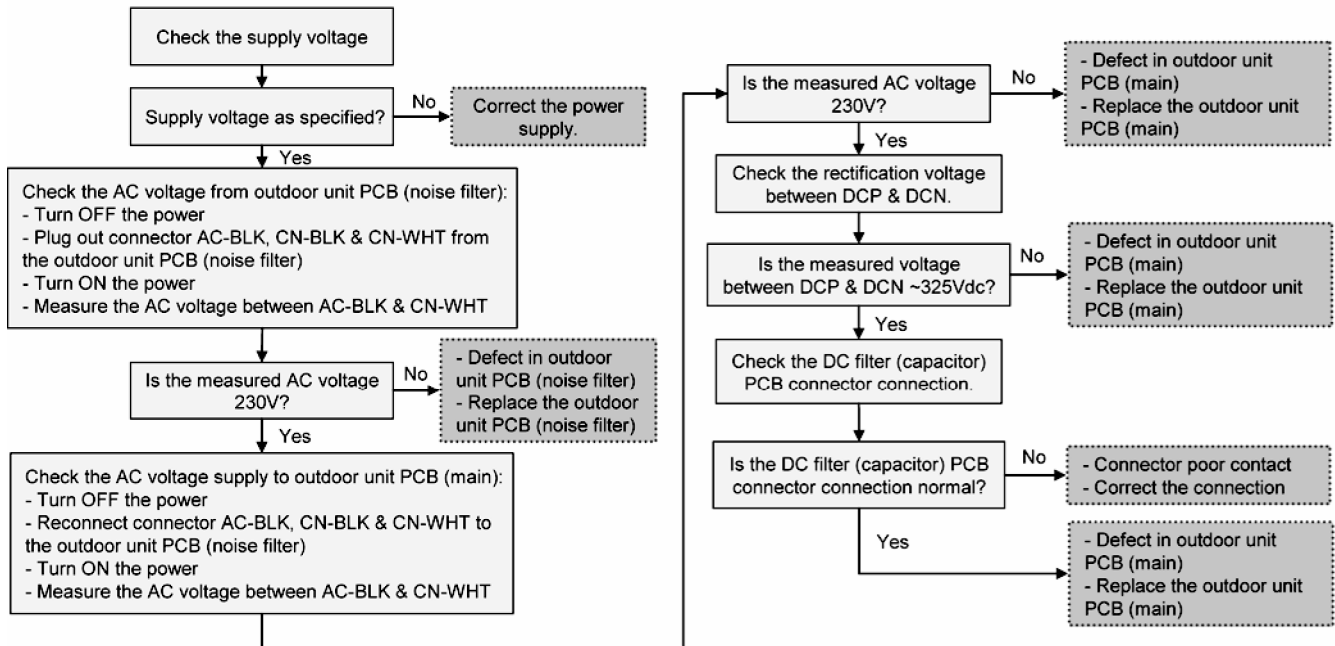 Check the supply voltage
Supply voltage as specified?
No
Correct the power
supply.
Yes
Check the AC voltage from outdoor unit PCB (noise filter):
- Turn OFF the power
- Plug out connector AC-BLK, CN-BLK & CN-WHT from
the outdoor unit PCB (noise filter)
- Turn ON the power
- Measure the AC voltage between AC-BLK & CN-WHT
Is the measured AC voltage
230V?
No
- Defect in outdoor
unit PCB (noise filter)
- Replace the outdoor
unit PCB (noise filter)
Yes
Check the AC voltage supply to outdoor unit PCB (main):
- Turn OFF the power
- Reconnect connector AC-BLK, CN-BLK & CN-WHT to
the outdoor unit PCB (noise filter)
- Turn ON the power
- Measure the AC voltage between AC-BLK & CN-WHT
Is the measured AC voltage
230V?
No
- Defect in outdoor unit
PCB (main)
- Replace the outdoor unit
PCB (main)
Yes
Check the rectification voltage
between DCP & DCN.
Is the measured voltage
between DCP & DCN ~325Vdc?
No
- Defect in outdoor unit
PCB (main)
- Replace the outdoor unit
PCB (main)
Yes
Check the DC filter (capacitor)
PCB connector connection.
Is the DC filter (capacitor) PCB
connector connection normal?
No
- Connector poor contact
- Correct the connection
Yes
- Defect in outdoor unit
PCB (main)
- Replace the outdoor unit
PCB (main)